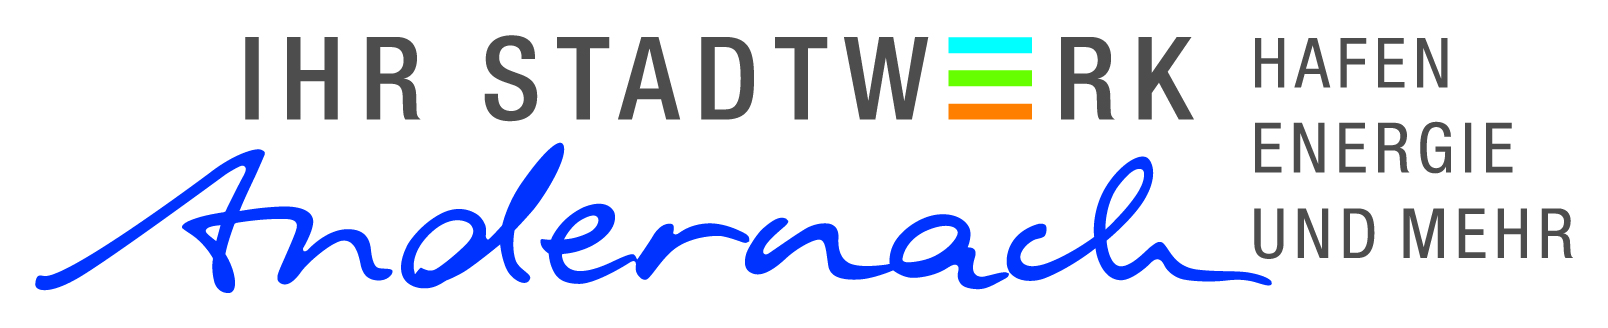 IHR STADTWERK
Andernach
HAFEN
ENERGIE
UND MEHR